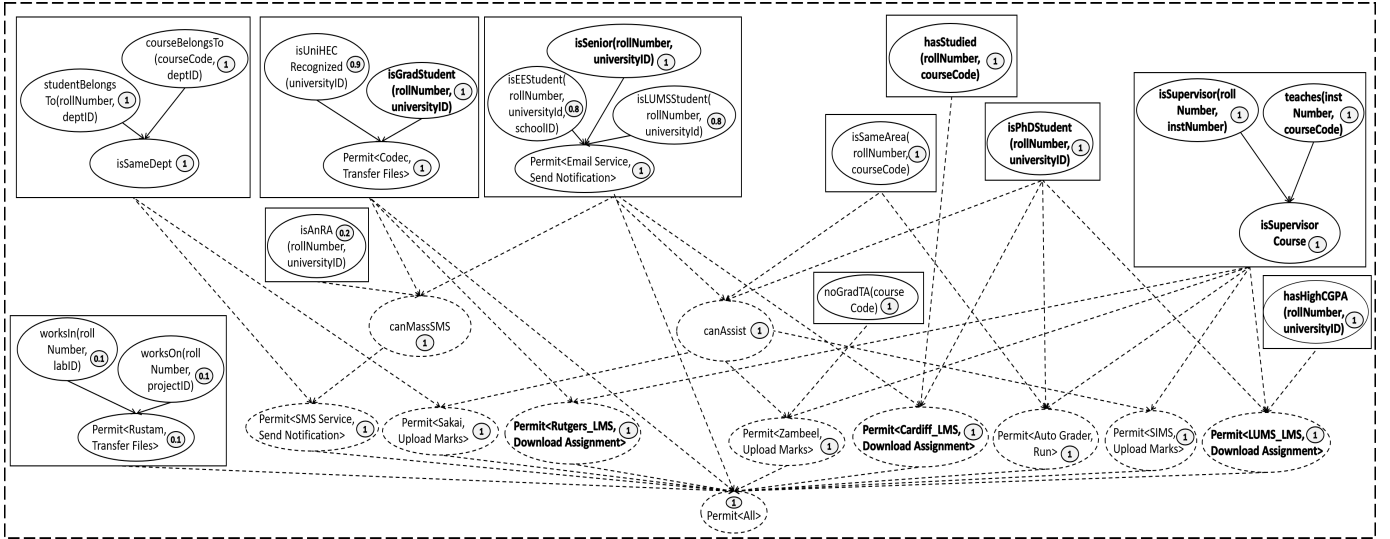 courseBelongsTo
(courseCode,
deptID)
1
studentBelongs
To(rollNumber,
deptID)
1
isSameDept
1
isUniHEC
Recognized
(universityID)
0.9
isGradStudent
(rollNumber,
universityID)
1
Permit<Codec,
Transfer Files>
1
isSenior(rollNumber,
universityID)
1
isEEStudent(
rollNumber,
universityId,
schoolID)
0.8
isLUMSStudent(
rollNumber,
universityId)
0.8
Permit<Email Service,
Send Notification>
1
hasStudied
(rollNumber,
courseCode)
1
isSameArea(
rollNumber,
courseCode)
1
isPhDStudent
(rollNumber,
universityID)
1
isSupervisor(roll
Number,
instNumber)
1
teaches(inst
Number,
courseCode)
1
isSupervisor
Course
1
isAnRA
(rollNumber,
universityID)
0.2
canMassSMS
1
canAssist
1
noGradTA(course
Code)
1
hasHighCGPA
(rollNumber,
universityID)
1
worksIn(roll
Number,
labID)
0.1
worksOn(roll
Number,
projectID)
0.1
Permit<Rustam,
Transfer Files>
0.1
Permit<SMS Service,
Send Notification>
1
Permit<Sakai,
Upload Marks>
1
Permit<Rutgers_LMS,
Download Assignment>
1
Permit<Zambeel,
Upload Marks>
1
Permit<Cardiff_LMS,
Download Assignment>
1
Permit<Auto Grader,
Run>
1
Permit<SIMS,
Upload Marks>
1
Permit<LUMS_LMS,
Download Assignment>
1
1
Permit<All>